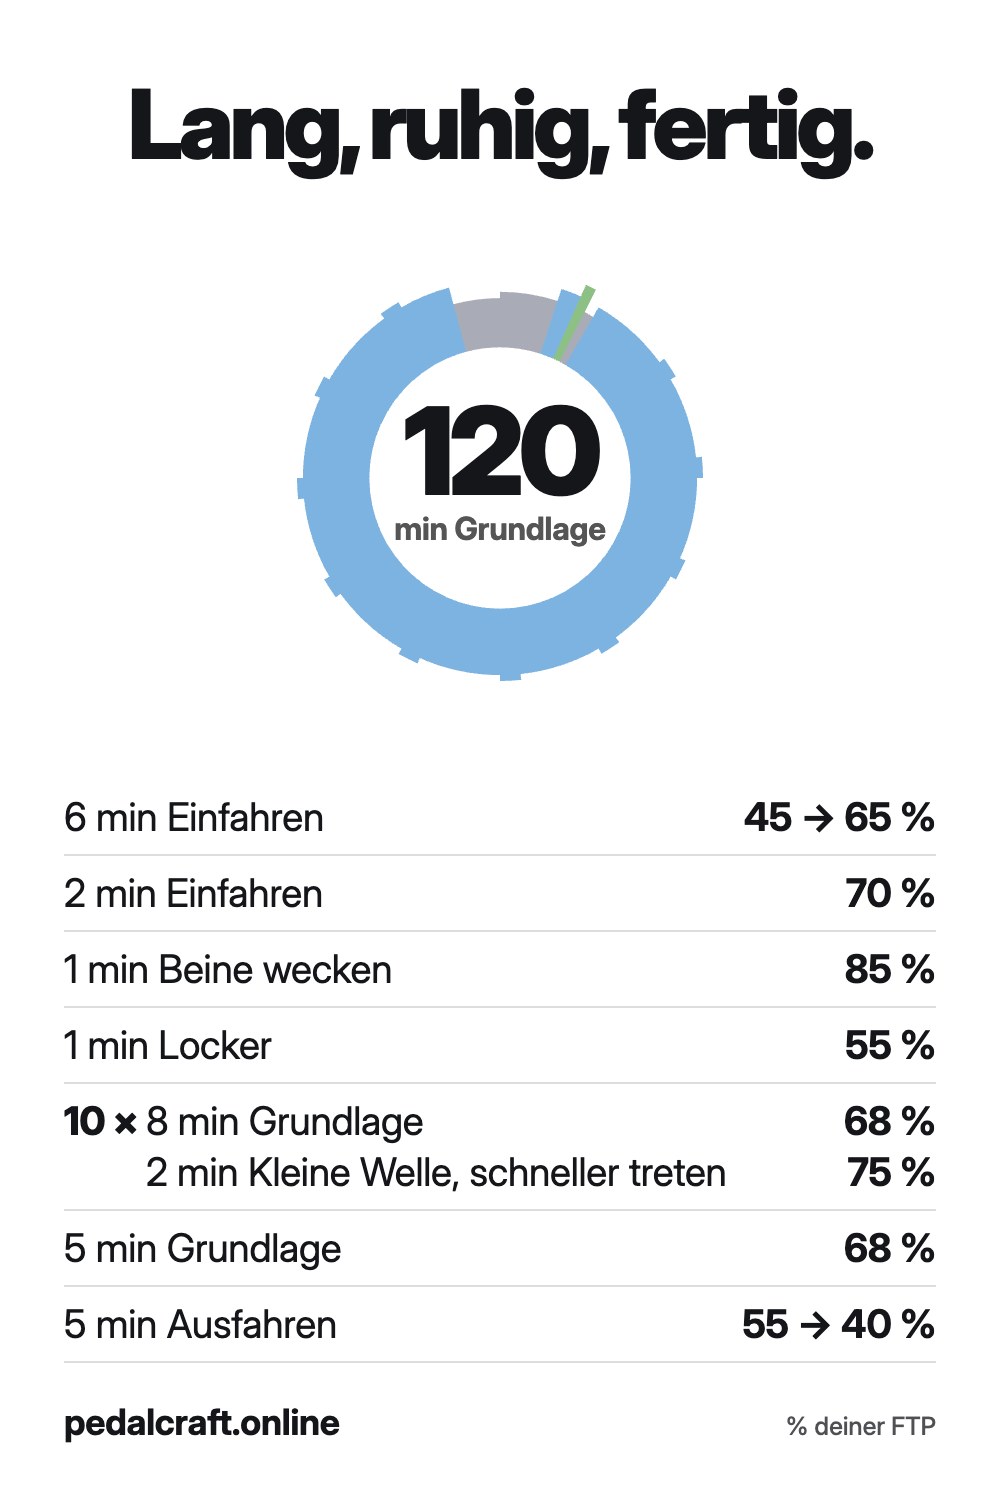 Lang, ruhig, fertig.
120
min Grundlage
6 min Einfahren 45 → 65 %
2 min Einfahren 70 %
1 min Beine wecken 85 %
1 min Locker 55 %
10 × 8 min Grundlage 68 %
2 min Kleine Welle, schneller treten 75 %
5 min Grundlage 68 %
5 min Ausfahren 55 → 40 %
pedalcraft.online % deiner FTP